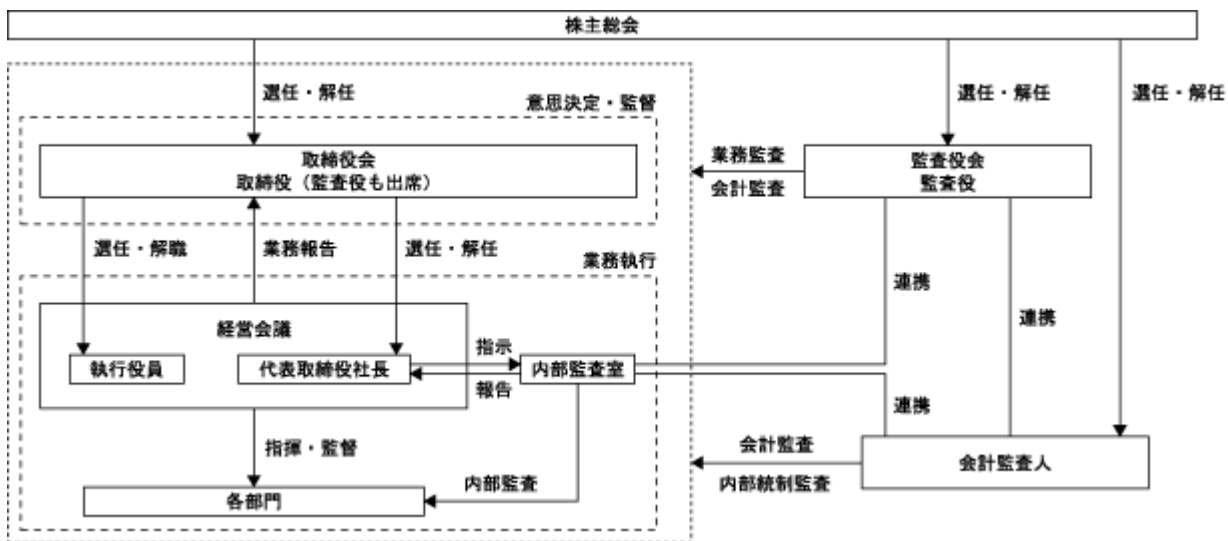 株主総会
選任・解任
選任・解任
選任・解任
意思決定・監督
取締役会
取締役（監査役も出席）
業務監査
会計監査
監査役会
監査役
選任・解職
業務報告
選任・解任
業務執行
連携
連携
経営会議
執行役員
代表取締役社長
指示
報告
内部監査室
連携
指揮・監督
会計監査
内部統制監査
会計監査人
内部監査
各部門